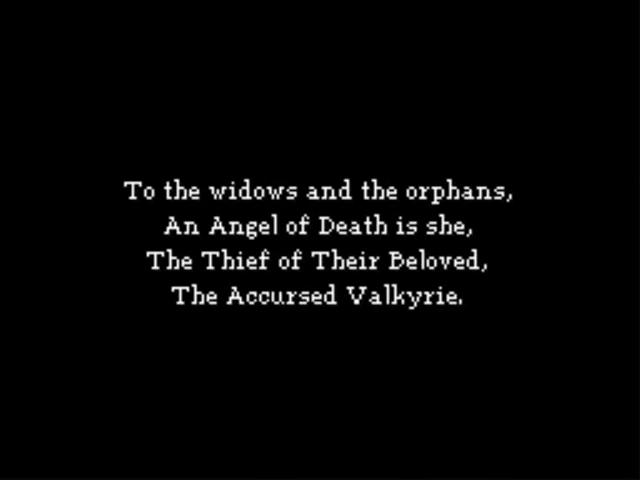 To the widows and the orphans,
An Angel of Death is she,
The Thief of Their Beloved,
The Accursed Valkyrie.